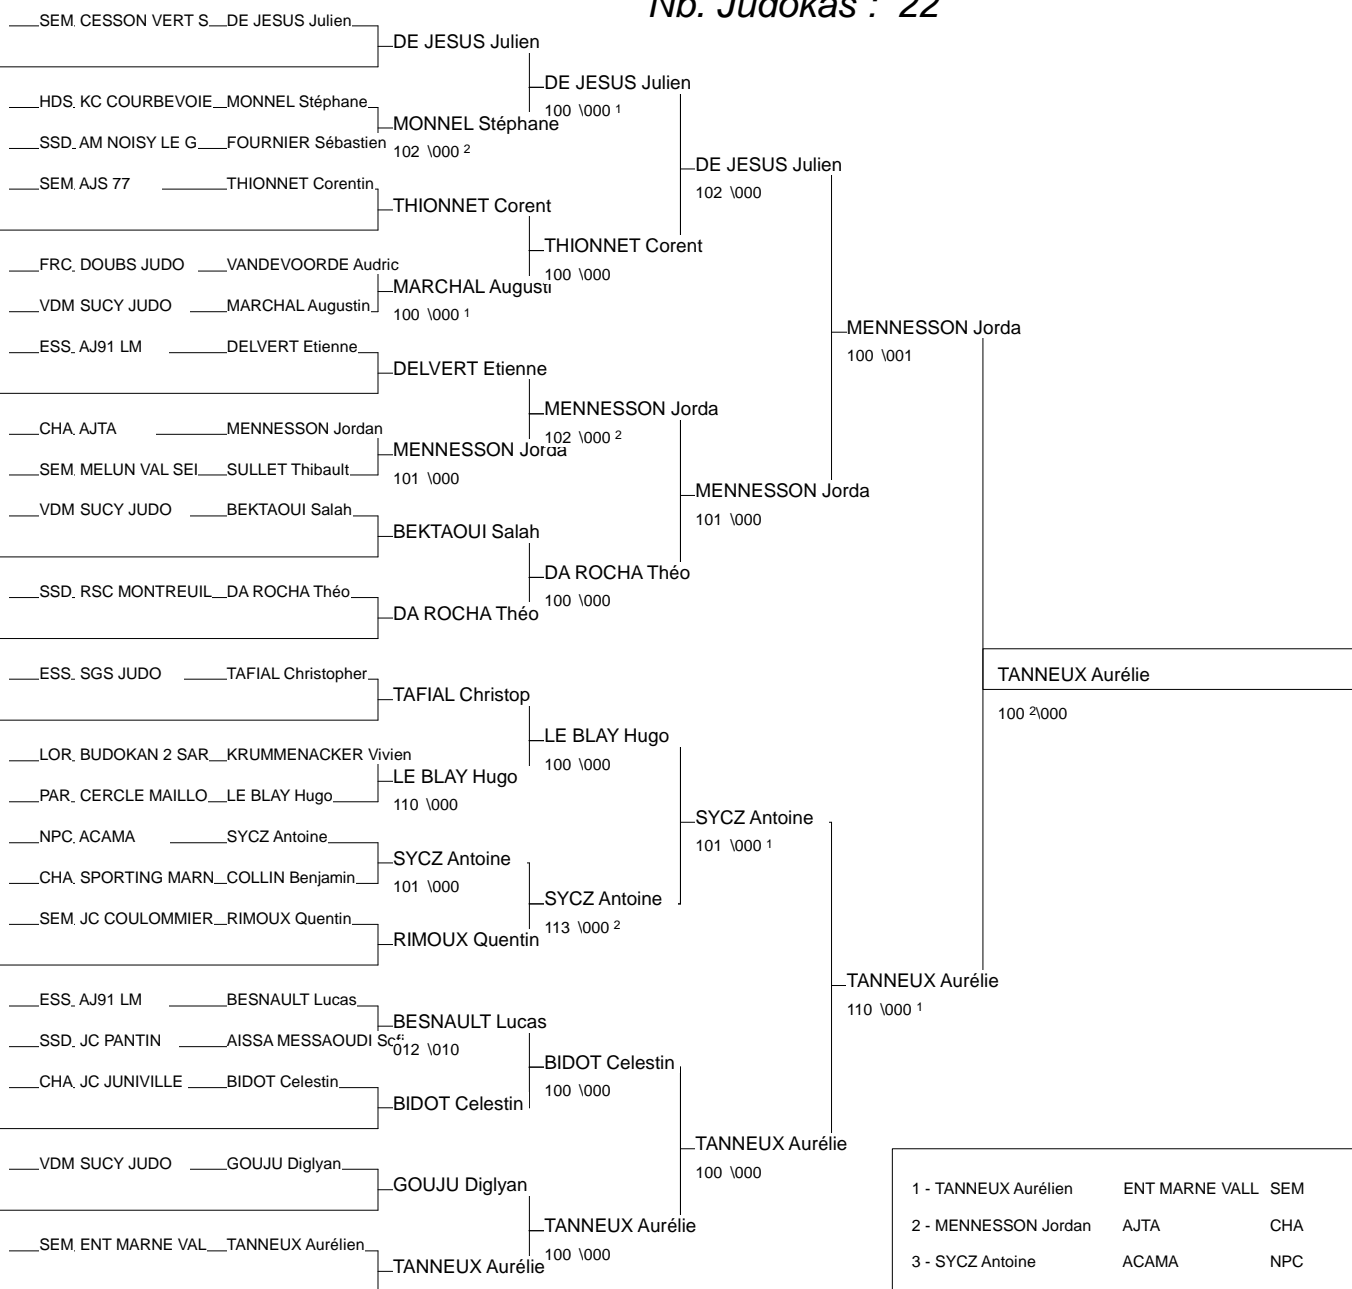 Nb. Judokas : 22
SEM CESSON VERT S DE JESUS Julien
DE JESUS Julien
DE JESUS Julien
100 \000 1
HDS KC COURBEVOIE MONNEL Stéphane
MONNEL Stéphane
102 \000 2
SSD AM NOISY LE G FOURNIER Sébastien
DE JESUS Julien
102 \000
SEM AJS 77 THIONNET Corentin
THIONNET Corent
THIONNET Corent
100 \000
FRC DOUBS JUDO VANDEVOORDE Audric
MARCHAL Augusti
100 \000 1
VDM SUCY JUDO MARCHAL Augustin
MENNESSON Jorda
100 \001
ESS AJ91 LM DELVERT Etienne
DELVERT Etienne
MENNESSON Jorda
102 \000 2
CHA AJTA MENNESSON Jordan
MENNESSON Jorda
101 \000
SEM MELUN VAL SEI SULLET Thibault
MENNESSON Jorda
101 \000
VDM SUCY JUDO BEKTAOUI Salah
BEKTAOUI Salah
DA ROCHA Théo
100 \000
SSD RSC MONTREUIL DA ROCHA Théo
DA ROCHA Théo
TANNEUX Aurélie
100 2\000
ESS SGS JUDO TAFIAL Christopher
TAFIAL Christop
LE BLAY Hugo
100 \000
LOR BUDOKAN 2 SAR KRUMMENACKER Vivien
LE BLAY Hugo
110 \000
PAR CERCLE MAILLO LE BLAY Hugo
SYCZ Antoine
101 \000 1
NPC ACAMA SYCZ Antoine
SYCZ Antoine
101 \000
CHA SPORTING MARN COLLIN Benjamin
SYCZ Antoine
113 \000 2
SEM JC COULOMMIER RIMOUX Quentin
RIMOUX Quentin
TANNEUX Aurélie
110 \000 1
ESS AJ91 LM BESNAULT Lucas
BESNAULT Lucas
012 \010
SSD JC PANTIN AISSA MESSAOUDI Sofi
BIDOT Celestin
100 \000
CHA JC JUNIVILLE BIDOT Celestin
BIDOT Celestin
TANNEUX Aurélie
100 \000
VDM SUCY JUDO GOUJU Diglyan
GOUJU Diglyan
TANNEUX Aurélie
100 \000
SEM ENT MARNE VAL TANNEUX Aurélien
TANNEUX Aurélie
1 - TANNEUX Aurélien ENT MARNE VALL SEM
2 - MENNESSON Jordan AJTA CHA
3 - SYCZ Antoine ACAMA NPC